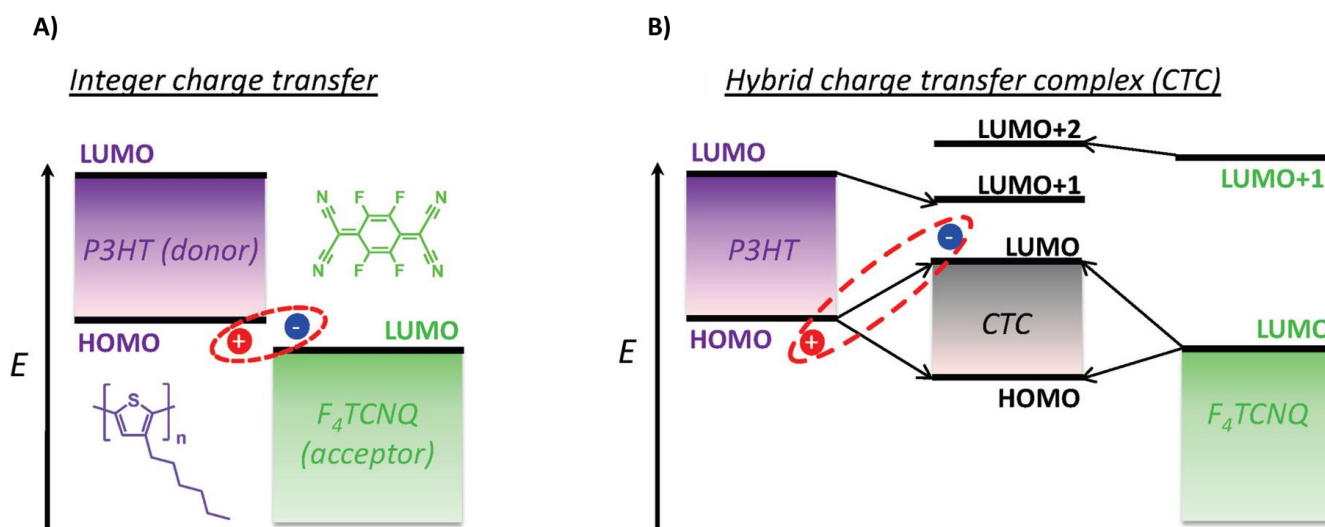 A)
Integer charge transfer
LUMO
P3HT (donor)
HOMO
E
+
-
N
N
N
N
F
F
F
F
LUMO
F₄TCNQ
(acceptor)
S
n
B)
Hybrid charge transfer complex (CTC)
LUMO+2
LUMO
LUMO+1
LUMO+1
P3HT
-
LUMO
HOMO
+
CTC
LUMO
E
HOMO
F₄TCNQ